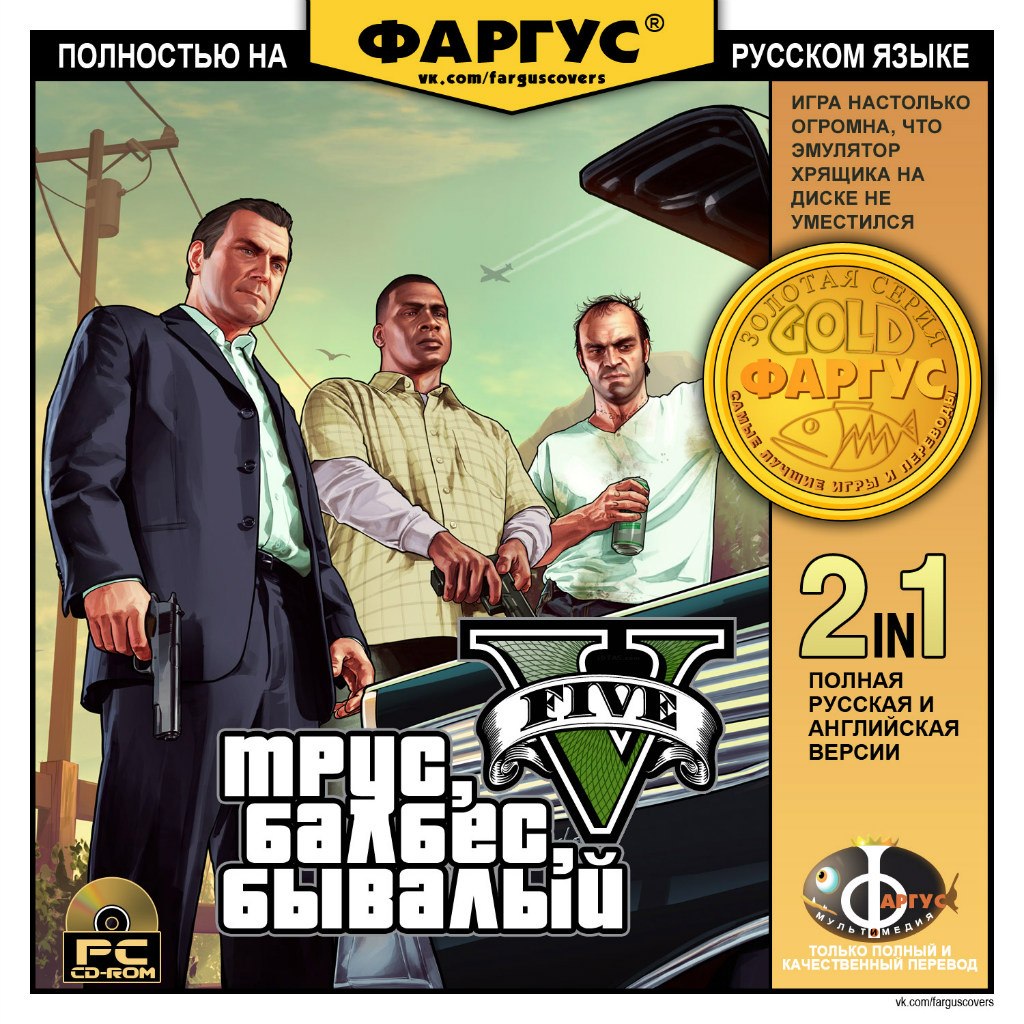 ПОЛНОСТЬЮ НА
ФАРГУС®
РУССКОМ ЯЗЫКЕ
vk.com/farguscovers
ИГРА НАСТОЛЬКО
ОГРОМНА, ЧТО
ЭМУЛЯТОР
ХРЯЩИКА НА
ДИСКЕ НЕ
УМЕСТИЛСЯ
ЗОЛОТАЯ СЕРИЯ
GOLD
ФАРГУС
САМЫЕ ЛУЧШИЕ ИГРЫ И ПЕРЕВОДЫ
2IN1
ПОЛНАЯ
РУССКАЯ И
АНГЛИЙСКАЯ
ВЕРСИИ
V
FIVE
ТРУС,
БАЛБЕС,
БЫВАЛЫЙ
PC
CD-ROM
ФАРГУС
МУЛЬТИМЕДИЯ
ТОЛЬКО ПОЛНЫЙ И
КАЧЕСТВЕННЫЙ ПЕРЕВОД
vk.com/farguscovers